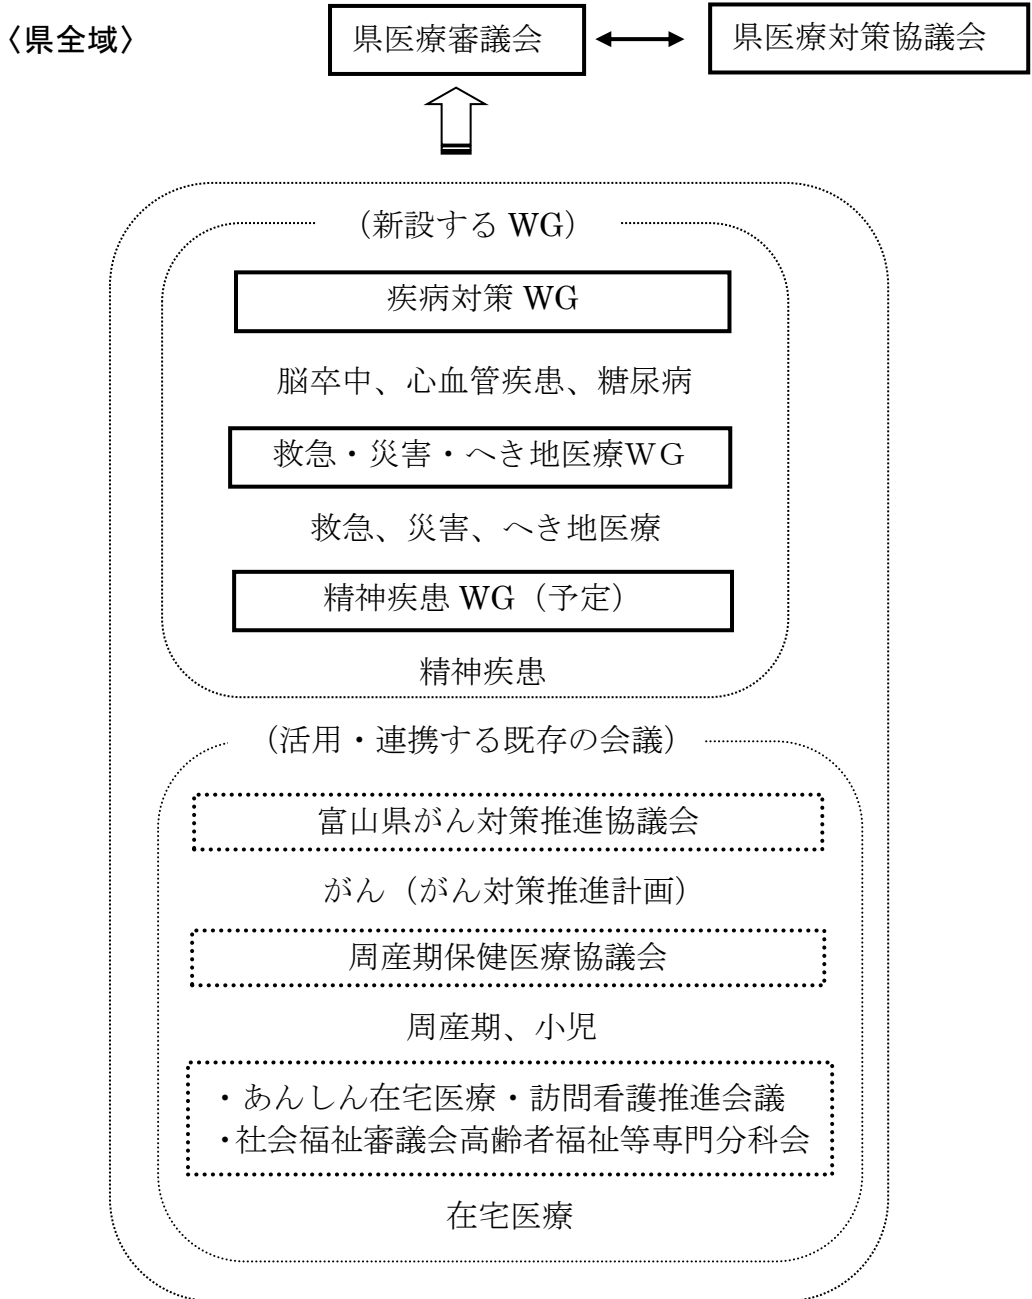 〈県全域〉
県医療審議会
県医療対策協議会
（新設する WG）
疾病対策 WG
脳卒中、心血管疾患、糖尿病
救急・災害・へき地医療ＷＧ
救急、災害、へき地医療
精神疾患 WG（予定）
精神疾患
（活用・連携する既存の会議）
富山県がん対策推進協議会
がん（がん対策推進計画）
周産期保健医療協議会
周産期、小児
・あんしん在宅医療・訪問看護推進会議
・社会福祉審議会高齢者福祉等専門分科会
在宅医療